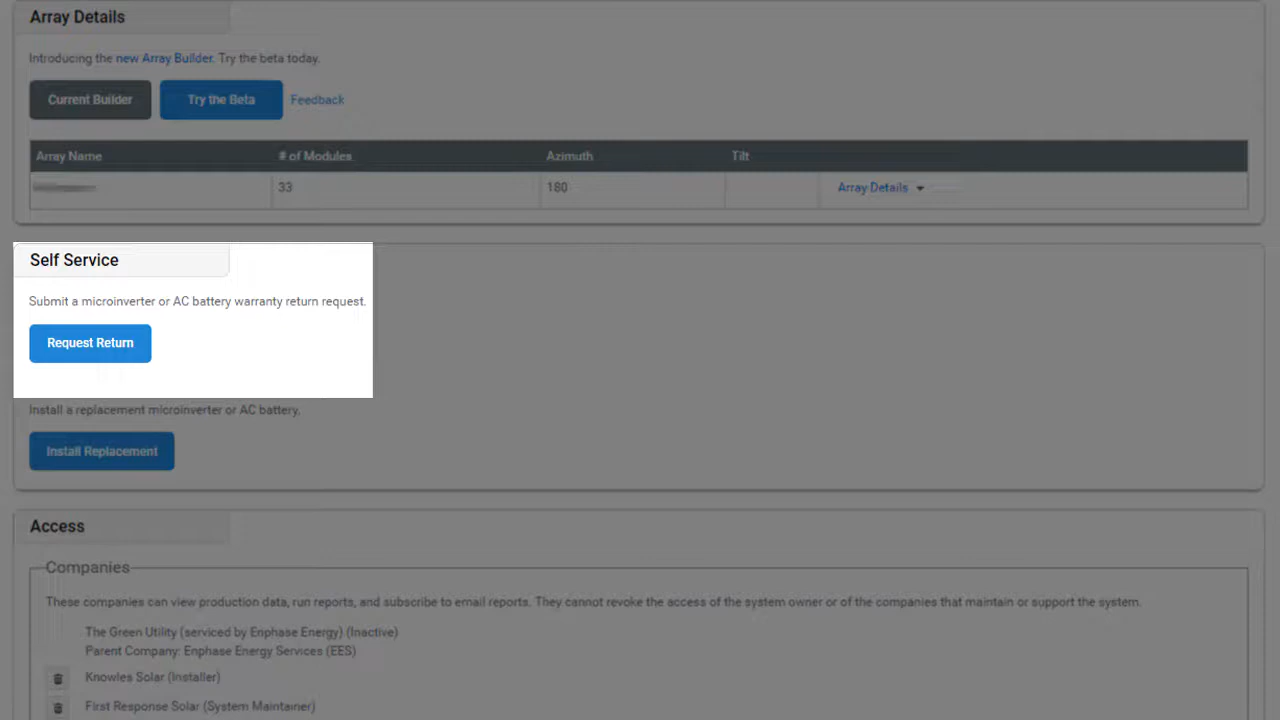 Array Details
Introducing the new Array Builder. Try the beta today.
Current Builder Try the Beta Feedback
Array Name # of Modules Azimuth Tilt
33 180 Array Details
Self Service
Submit a microinverter or AC battery warranty return request.
Request Return
Install a replacement microinverter or AC battery.
Install Replacement
Access
Companies
These companies can view production data, run reports, and subscribe to email reports. They cannot revoke the access of the system owner or of the companies that maintain or support the system.
The Green Utility (serviced by Enphase Energy) (Inactive)
Parent Company: Enphase Energy Services (EES)
Knowles Solar (Installer)
First Response Solar (System Maintainer)